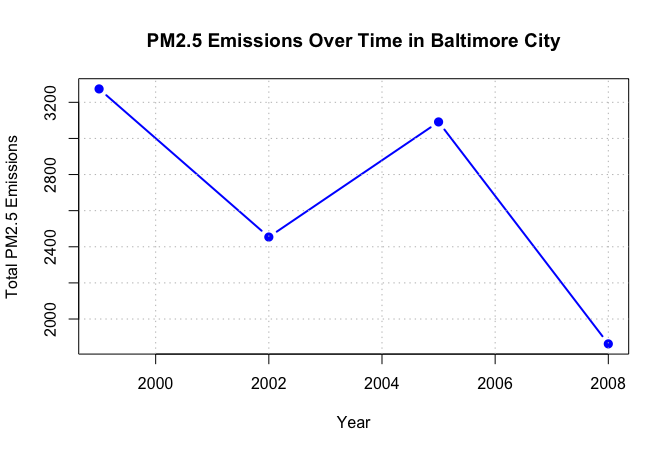 PM2.5 Emissions Over Time in Baltimore City
Total PM2.5 Emissions
3200
2800
2400
2000
2000 2002 2004 2006 2008
Year